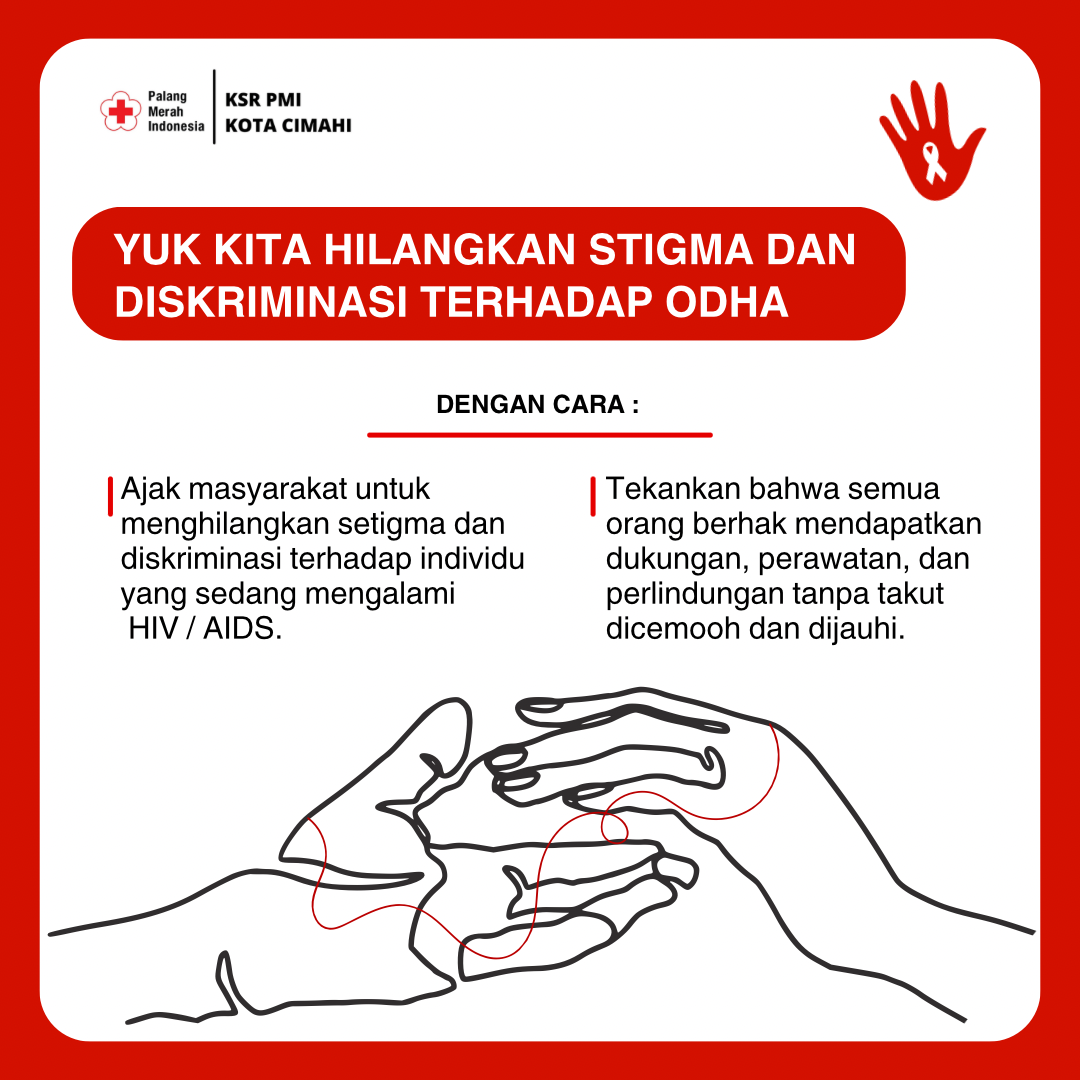 Palang
Merah
Indonesia
KSR PMI
KOTA CIMAHI
YUK KITA HILANGKAN STIGMA DAN
DISKRIMINASI TERHADAP ODHA
DENGAN CARA :
Ajak masyarakat untuk
menghilangkan setigma dan
diskriminasi terhadap individu
yang sedang mengalami
HIV / AIDS.
Tekankan bahwa semua
orang berhak mendapatkan
dukungan, perawatan, dan
perlindungan tanpa takut
dicemooh dan dijauhi.